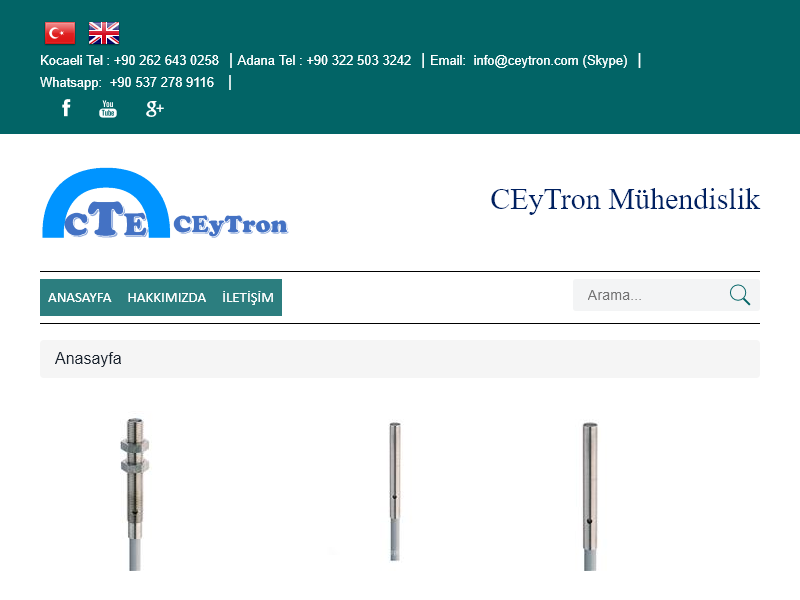 Kocaeli Tel : +90 262 643 0258 | Adana Tel : +90 322 503 3242 | Email: info@ceytron.com (Skype) |
Whatsapp: +90 537 278 9116 |
f You Tube g+
CTE CEyTron
CEyTron Mühendislik
ANASAYFA HAKKIMIZDA İLETİŞİM
Arama...
Anasayfa